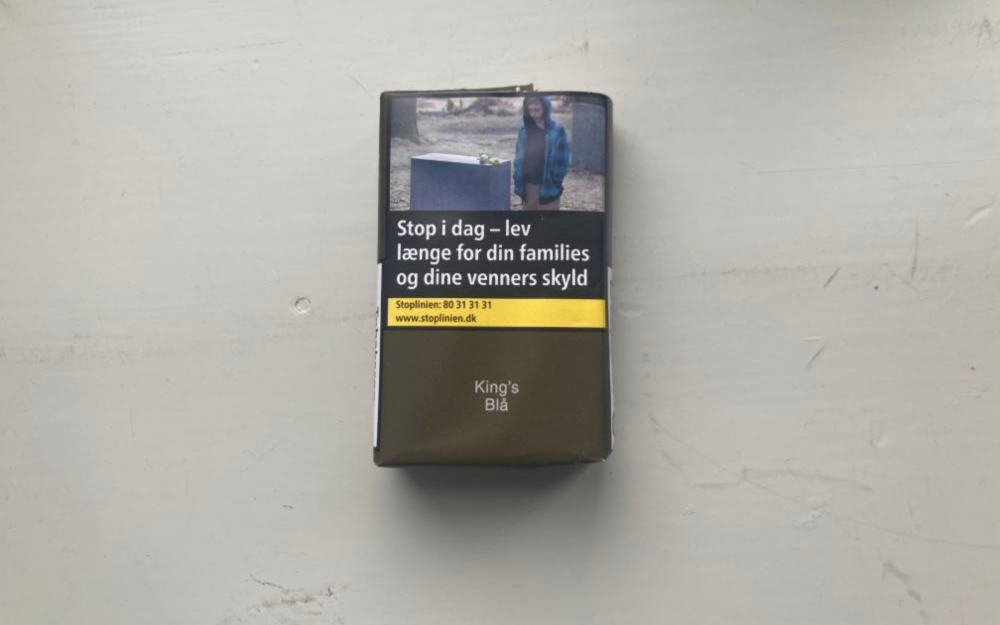 Stop i dag – lev
længe for din families
og dine venners skyld
Stoplinien: 80 31 31 31
www.stoplinien.dk
King's
Blå